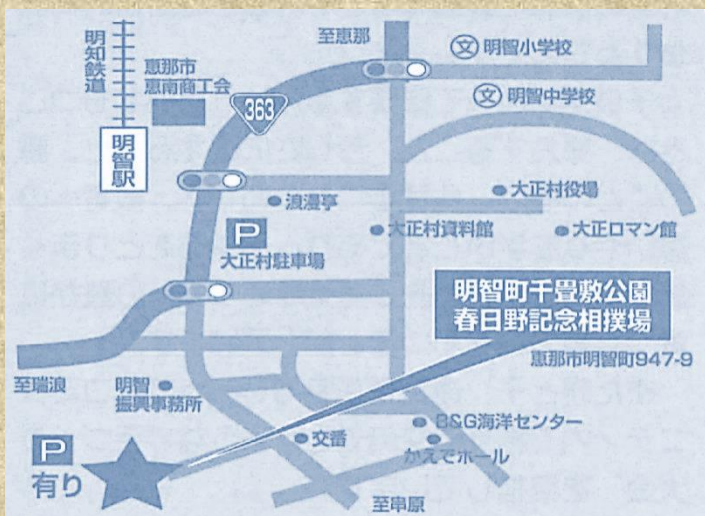 明知鉄道
至恵那
文 明智小学校
恵那市
恵南商工会
363
文 明智中学校
明智駅
浪漫亭
大正村役場
P
大正村駐車場
大正村資料館
大正ロマン館
明智町千畳敷公園
春日野記念相撲場
恵那市明智町947-9
至瑞浪
明智
振興事務所
B&G海洋センター
交番
かえでホール
P
有り
至串原